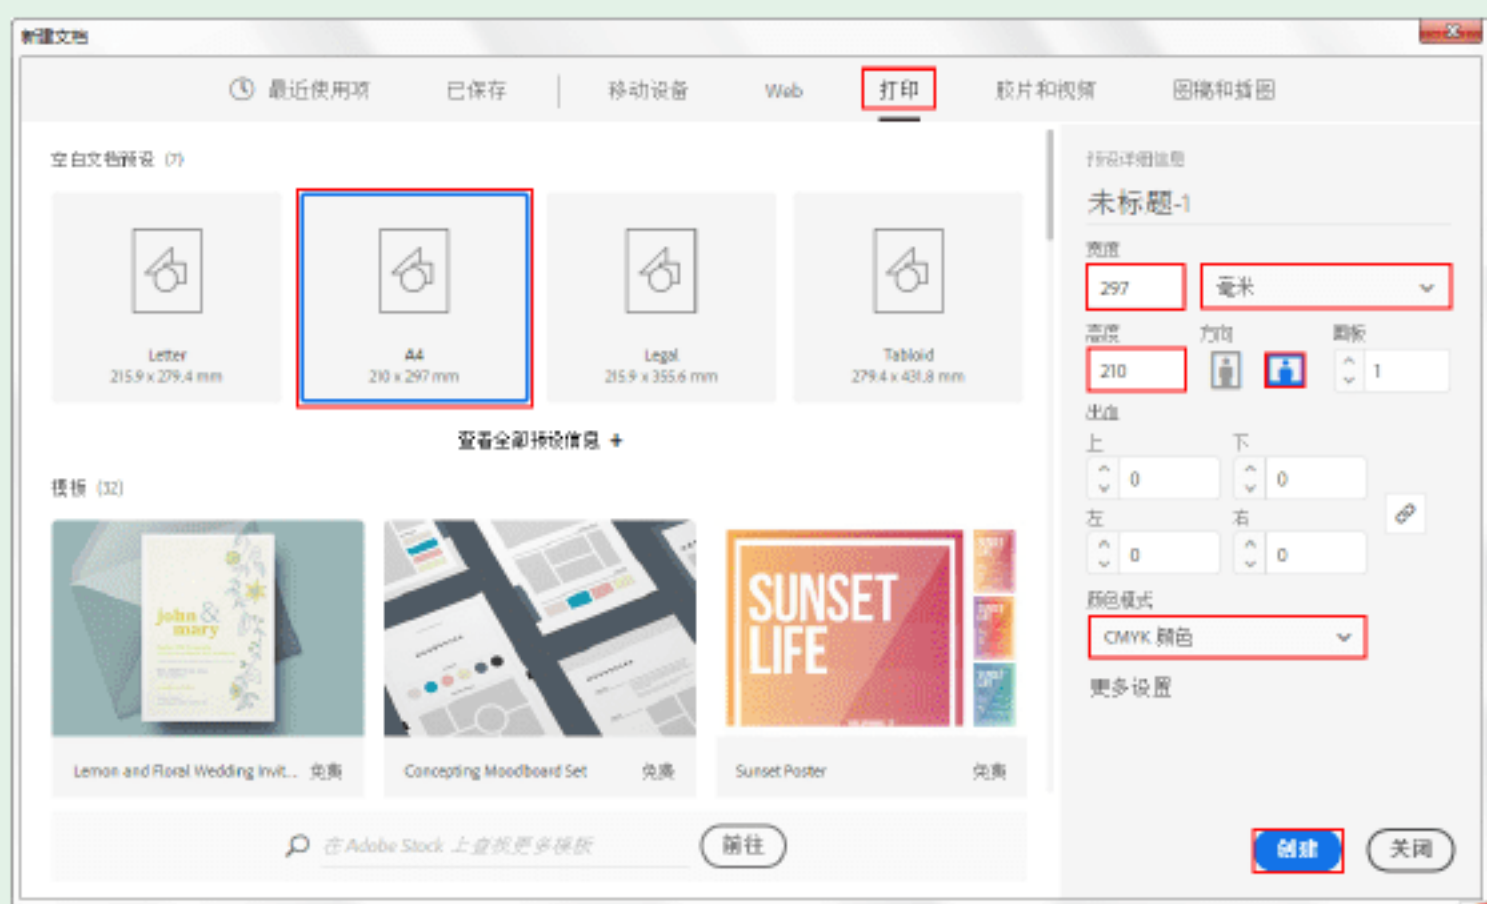 新建文档
最近使用项 已保存 移动设备 Web 打印 胶片和视频 图稿和插图
空白文档预设 (7)
Letter
215.9 x 279.4 mm
A4
210 x 297 mm
Legal
215.9 x 355.6 mm
Tabloid
279.4 x 431.8 mm
查看全部预设信息 +
模板 (32)
john &
mary
SUNSET
LIFE
Lemon and Floral Wedding Invit... 免费
Concepting Moodboard Set 免费
Sunset Poster 免费
在 Adobe Stock 上查找更多模板 前往
预设详细信息
未标题-1
宽度
297 毫米
高度 方向 画板
210 1
出血
上 下
0 0
左 右
0 0
颜色模式
CMYK 颜色
更多设置
创建 关闭